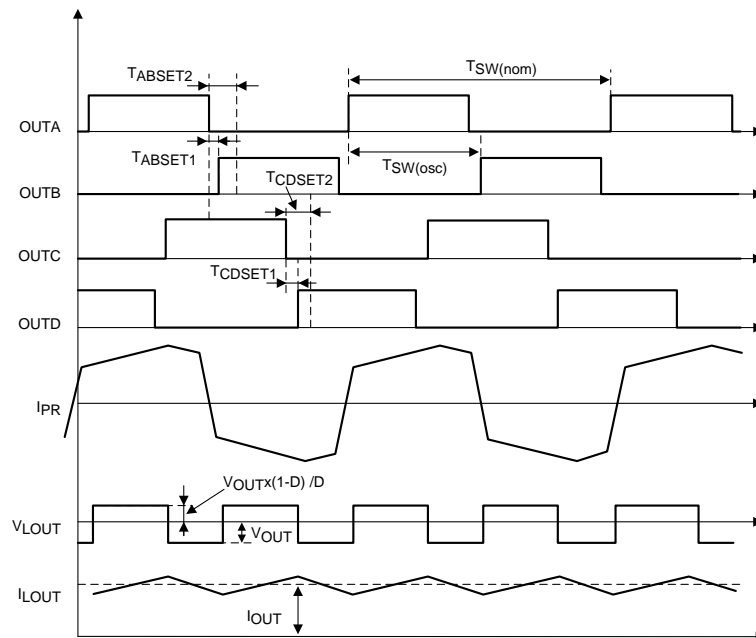 TABSET2
TSW(nom)
OUTA
TABSET1
TSW(osc)
OUTB
TCDSET2
OUTC
TCDSET1
OUTD
IPR
VOUTx(1-D) /D
VLOUT
VOUT
ILOUT
IOUT